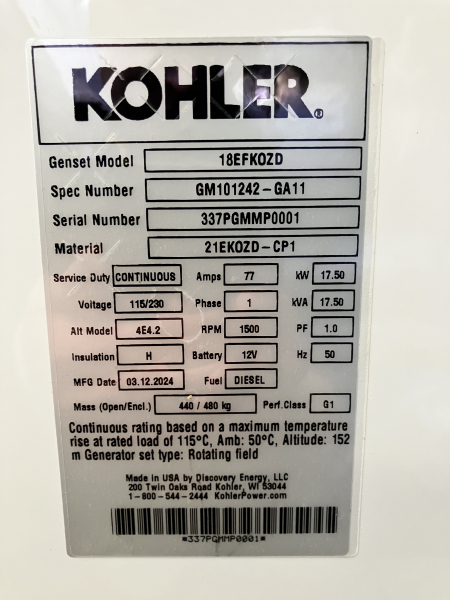 KOHLER®
Genset Model 18EFKOZD
Spec Number GM101242-GA11
Serial Number 337PGMMP0001
Material 21EKOZD-CP1
Service Duty CONTINUOUS Amps 77 kW 17.50
Voltage 115/230 Phase 1 kVA 17.50
Alt Model 4E4.2 RPM 1500 PF 1.0
Insulation H Battery 12V Hz 50
MFG Date 03.12.2024 Fuel DIESEL
Mass (Open/Encl.) 440 / 480 kg Perf.Class G1
Continuous rating based on a maximum temperature
rise at rated load of 115°C, Amb: 50°C, Altitude: 152
m Generator set type: Rotating field
Made in USA by Discovery Energy, LLC
200 Twin Oaks Road Kohler, WI 53044
1-800-544-2444 KohlerPower.com
*337PGMMP0001*